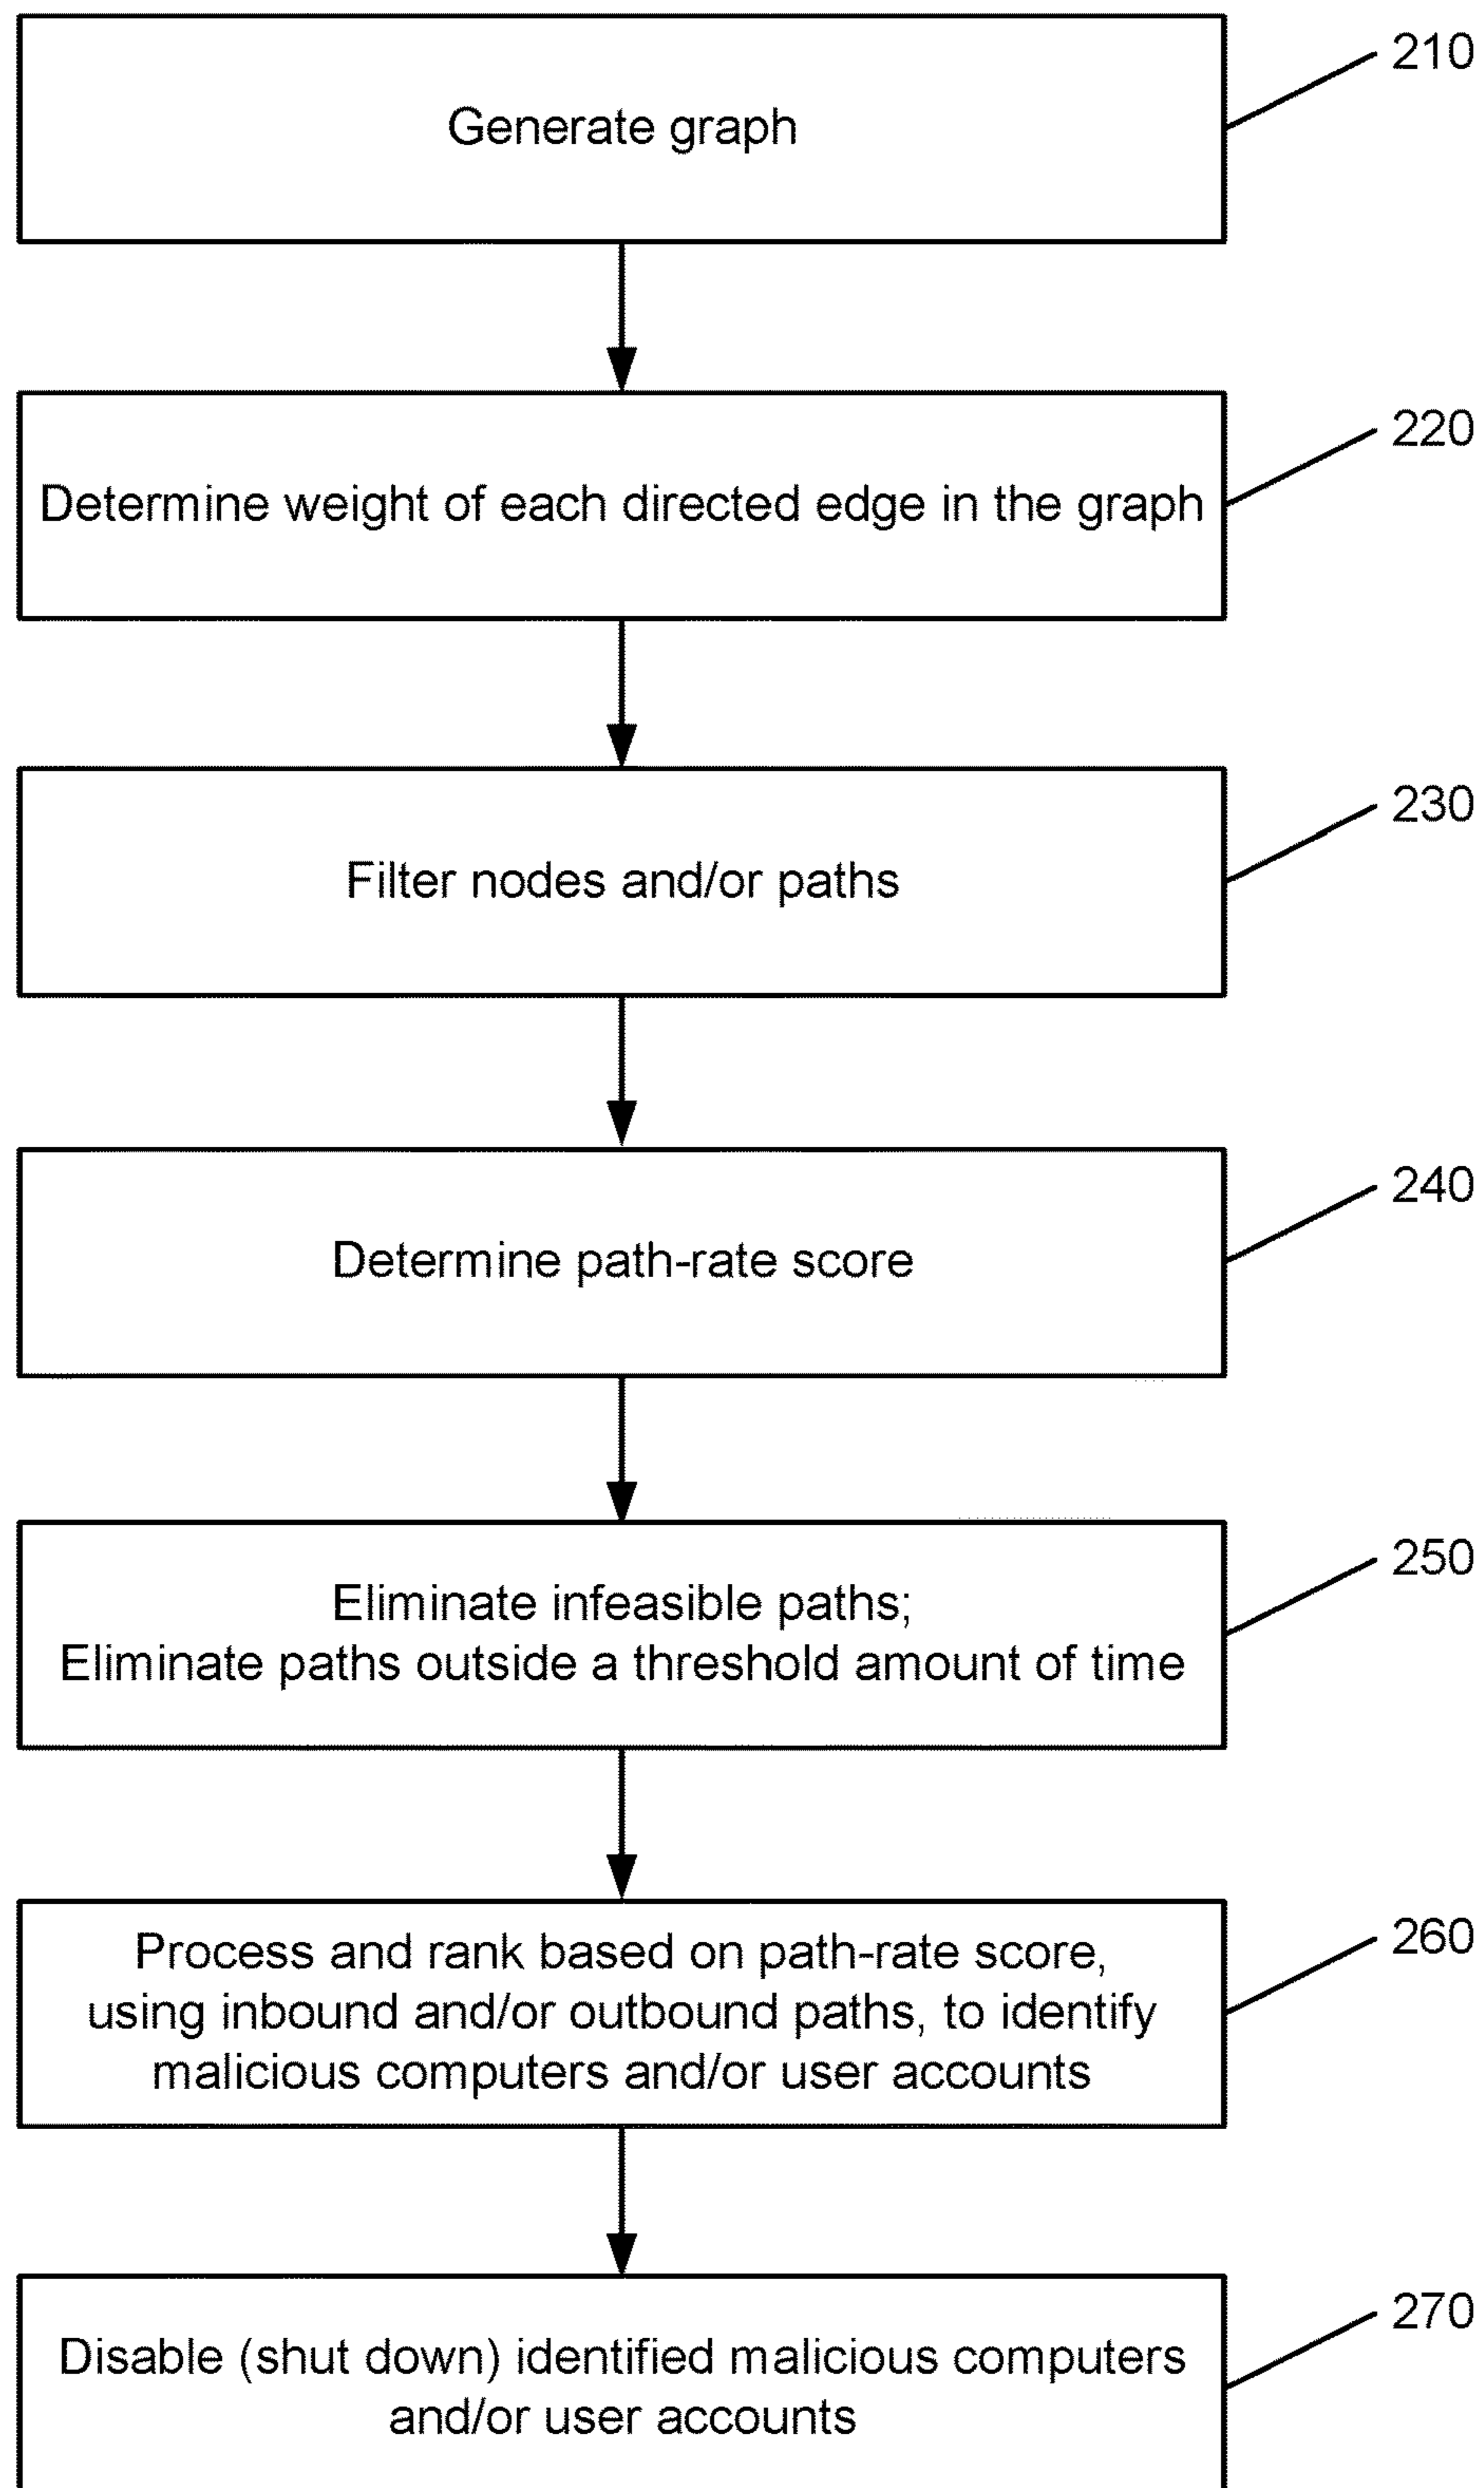 210
Generate graph
220
Determine weight of each directed edge in the graph
230
Filter nodes and/or paths
240
Determine path-rate score
250
Eliminate infeasible paths;
Eliminate paths outside a threshold amount of time
260
Process and rank based on path-rate score,
using inbound and/or outbound paths, to identify
malicious computers and/or user accounts
270
Disable (shut down) identified malicious computers
and/or user accounts